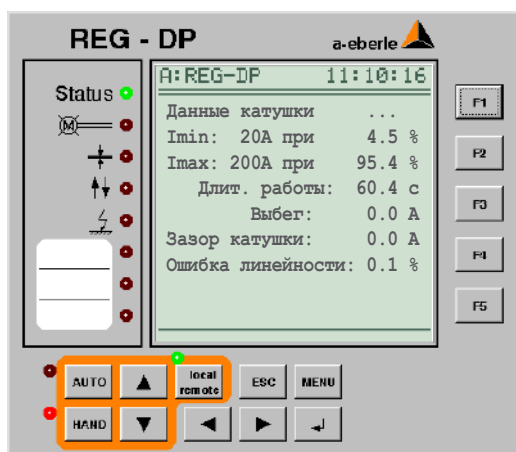 REG - DP
a-eberle
A:REG-DP 11:10:16
Status
Данные катушки ...
Imin: 20A при 4.5 %
Imax: 200A при 95.4 %
Длит. работы: 60.4 с
Выбег: 0.0 A
Зазор катушки: 0.0 A
Ошибка линейности: 0.1 %
M
F1
F2
F3
F4
F5
AUTO
local
remote
ESC
MENU
HAND